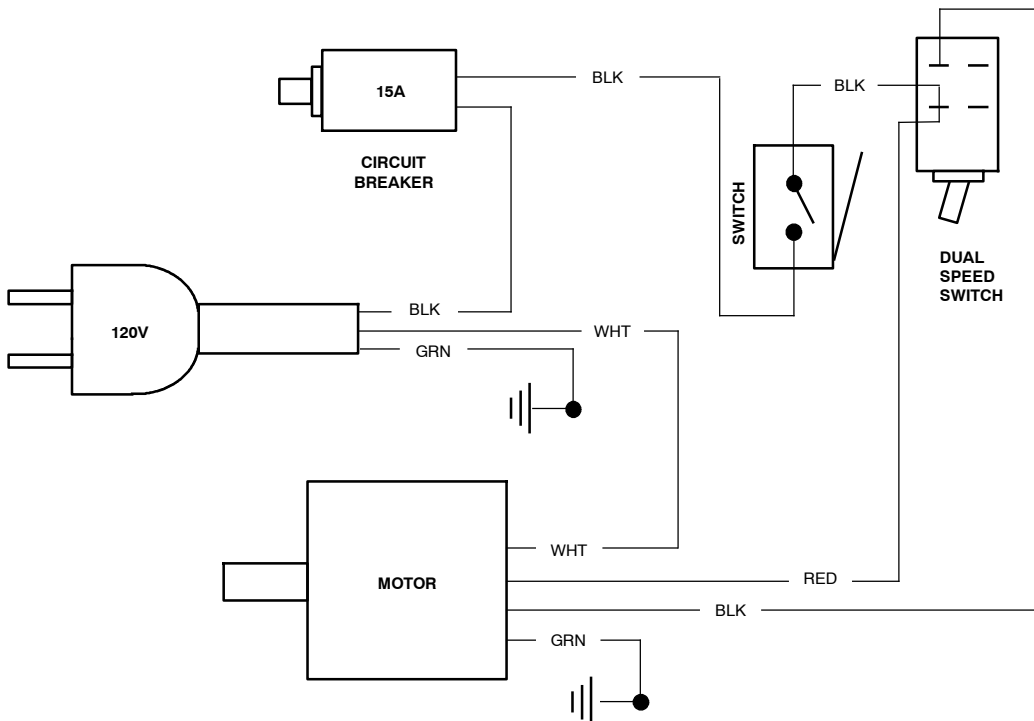 15A
BLK
BLK
CIRCUIT
BREAKER
SWITCH
DUAL
SPEED
SWITCH
120V
BLK
WHT
GRN
MOTOR
WHT
RED
BLK
GRN